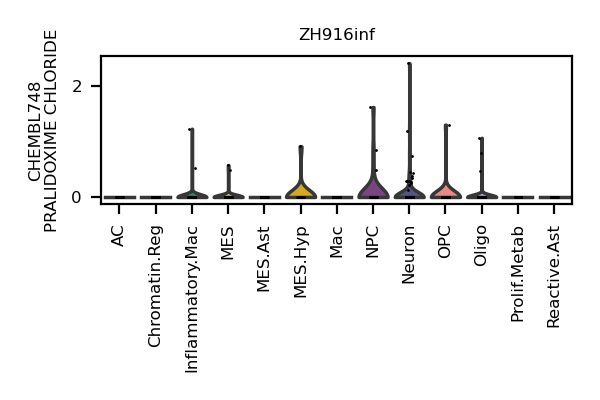 ZH916inf
CHEMBL748
PRALIDOXIME CHLORIDE
2
0
AC
Chromatin.Reg
Inflammatory.Mac
MES
MES.Ast
MES.Hyp
Mac
NPC
Neuron
OPC
Oligo
Prolif.Metab
Reactive.Ast